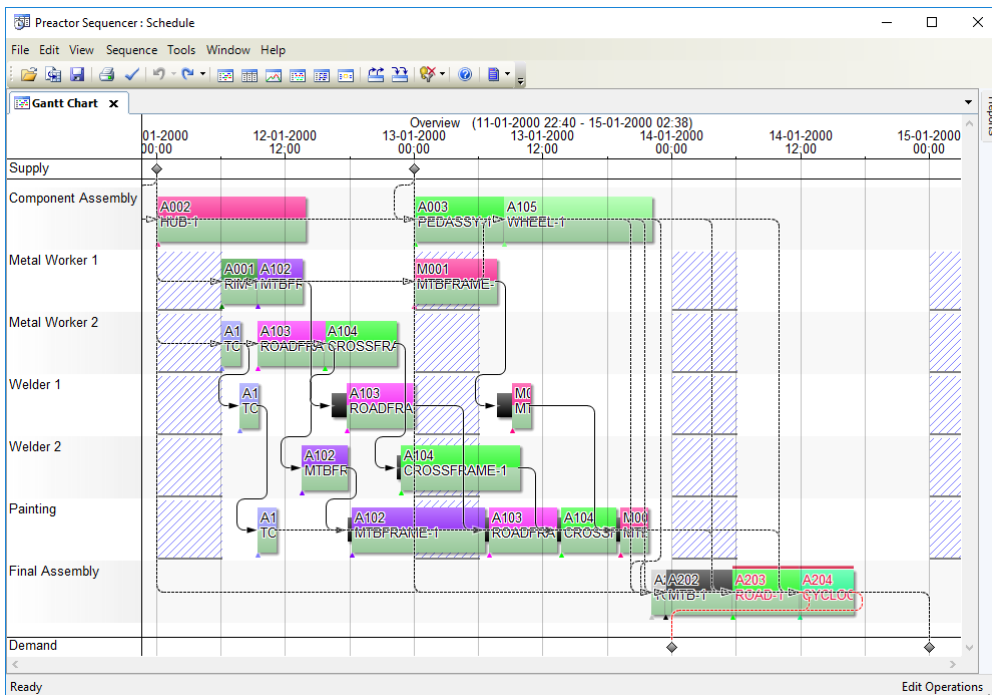 Preactor Sequencer : Schedule
File Edit View Sequence Tools Window Help
Gantt Chart
Reports
Overview (11-01-2000 22:40 - 15-01-2000 02:38)
01-2000 12-01-2000 13-01-2000 13-01-2000 14-01-2000 14-01-2000 15-01-2000
00:00 12:00 00:00 12:00 00:00 12:00 00:00
Supply
Component Assembly
A002 A003 A105
HUB-1 PEDASSY-1 WHEEL-1
Metal Worker 1
A001 A102 M001
RIM-1 MTBFF MTBFRAME-
Metal Worker 2
A1 A103 A104
TC ROADFRA CROSSFRA
Welder 1
A1 A103 M0
TC ROADFRA MT
Welder 2
A102 A104
MTBFR CROSSFRAME-1
Painting
A1 A102 A103 A104 M00
TC MTBFRAME-1 ROADFRA CROSSF MTE
Final Assembly
A202 A203 A204
MTB-1 ROAD-1 CYCLOC
Demand
Ready
Edit Operations